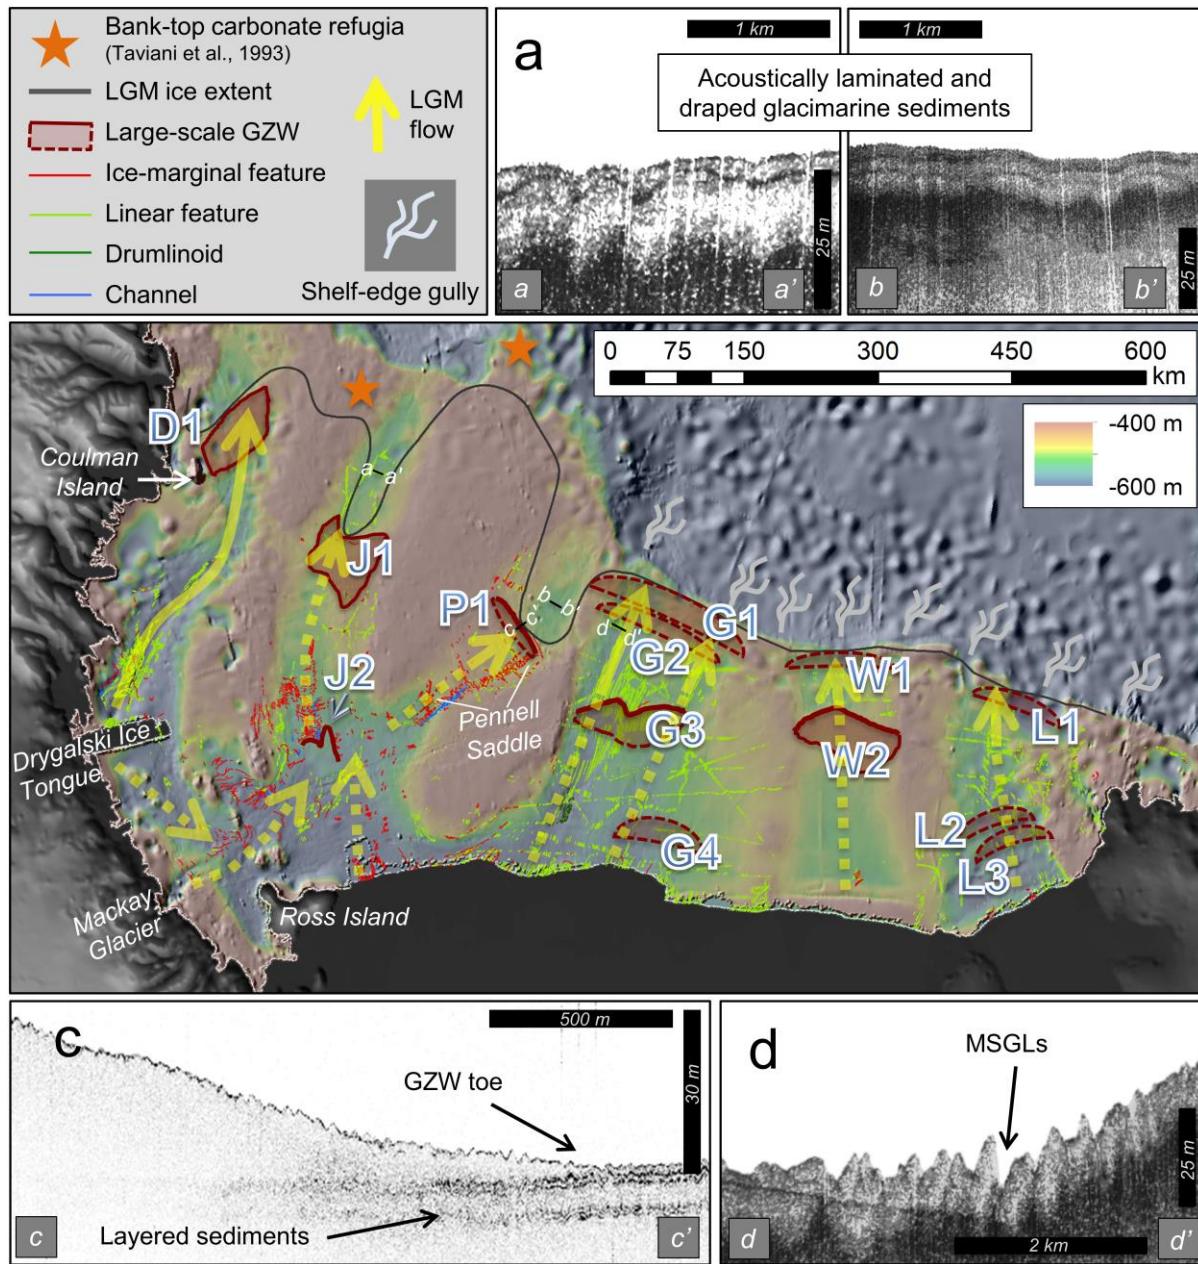 Bank-top carbonate refugia
(Taviani et al., 1993)
LGM ice extent
Large-scale GZW
Ice-marginal feature
Linear feature
Drumlinoid
Channel
LGM
flow
Shelf-edge gully
a
1 km
1 km
Acoustically laminated and
draped glacimarine sediments
25 m
25 m
a
a'
b
b'
0 75 150 300 450 600
km
-400 m
-600 m
D1
Coulman
Island
a a'
J1
P1
b b'
c c'
d d'
G1
G2
J2
W1
Pennell
Saddle
G3
L1
Drygalski Ice
Tongue
W2
L2
G4
L3
Mackay
Glacier
Ross Island
c
500 m
30 m
GZW toe
Layered sediments
c
c'
d
MSGLs
25 m
2 km
d
d'